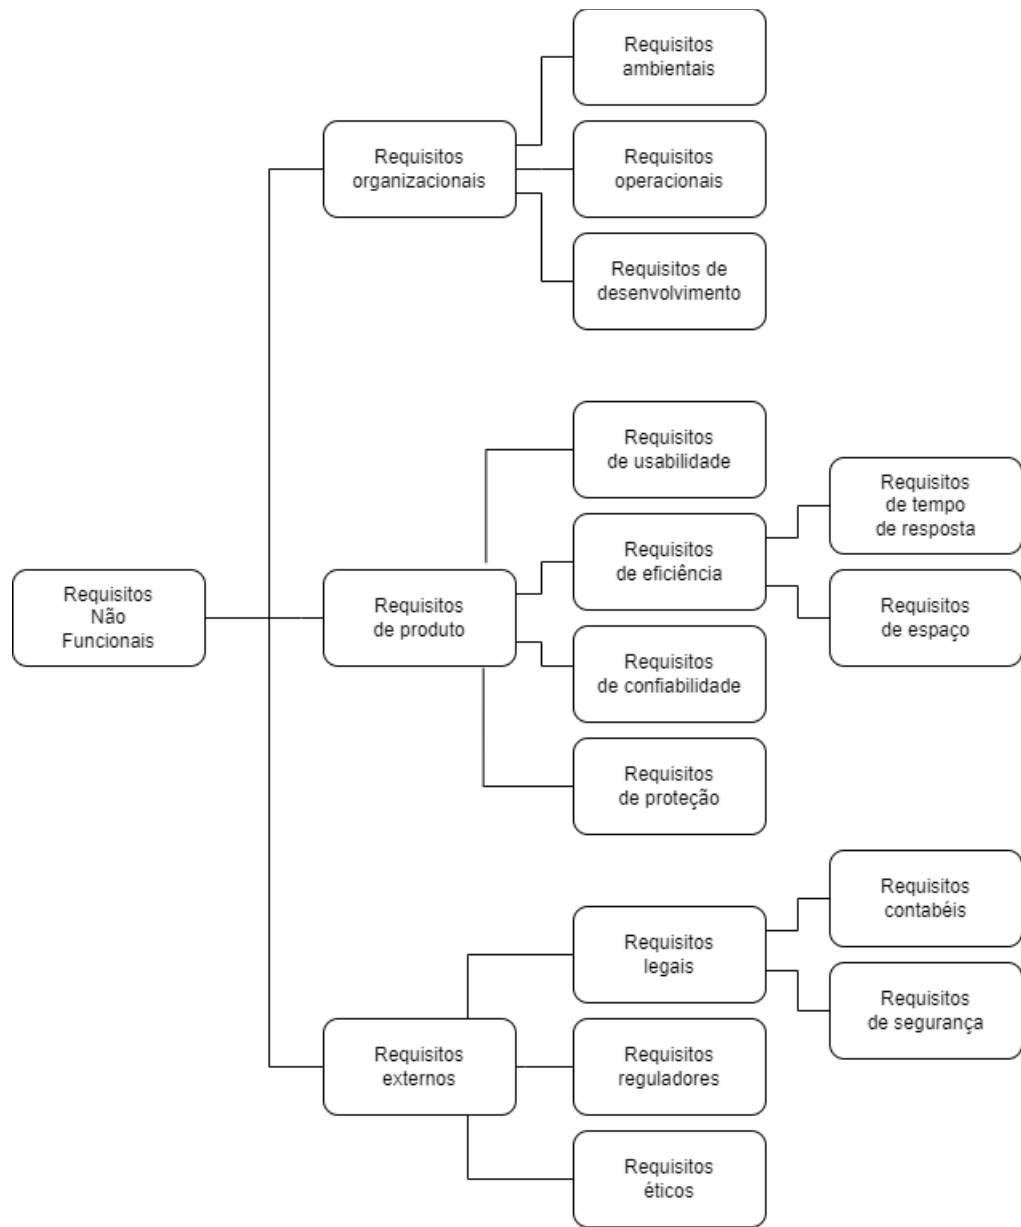 Requisitos
ambientais
Requisitos
organizacionais
Requisitos
operacionais
Requisitos de
desenvolvimento
Requisitos
de usabilidade
Requisitos
de tempo
de resposta
Requisitos
de eficiência
Requisitos
Não
Funcionais
Requisitos
de produto
Requisitos
de espaço
Requisitos
de confiabilidade
Requisitos
de proteção
Requisitos
contabéis
Requisitos
legais
Requisitos
de segurança
Requisitos
externos
Requisitos
reguladores
Requisitos
éticos